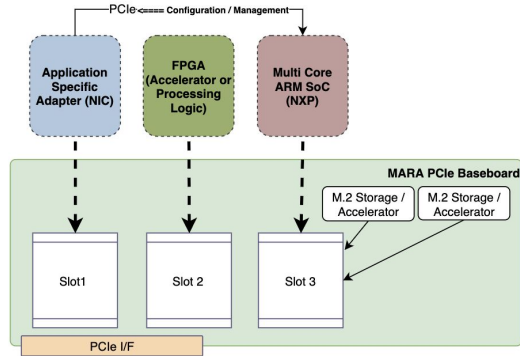 PCIe<==== Configuration / Management
Application
Specific
Adapter (NIC)
FPGA
(Accelerator or
Processing
Logic)
Multi Core
ARM SoC
(NXP)
MARA PCIe Baseboard
M.2 Storage /
Accelerator
M.2 Storage /
Accelerator
Slot1
Slot 2
Slot 3
PCIe I/F